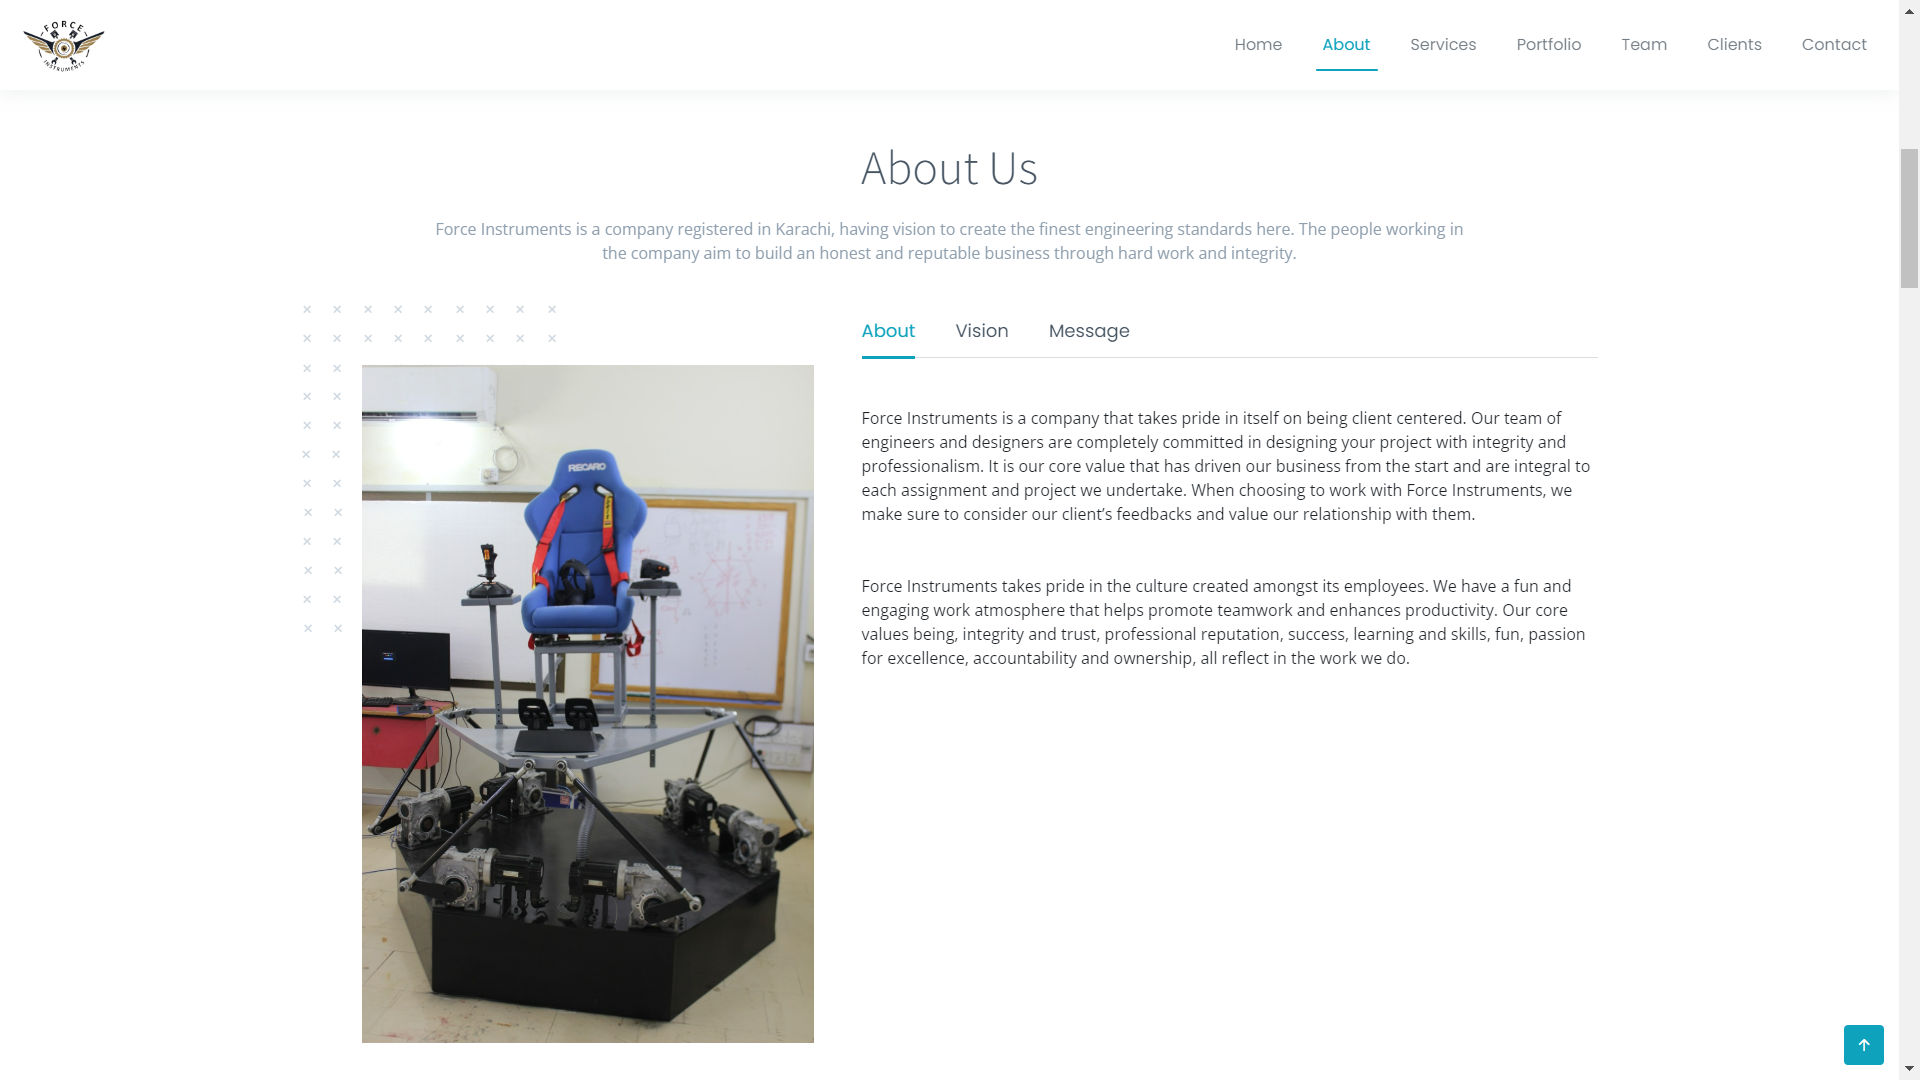 FORCE
INSTRUMENTS
Home
About
Services
Portfolio
Team
Clients
Contact
About Us
Force Instruments is a company registered in Karachi, having vision to create the finest engineering standards here. The people working in
the company aim to build an honest and reputable business through hard work and integrity.
About
Vision
Message
RECARO
Force Instruments is a company that takes pride in itself on being client centered. Our team of
engineers and designers are completely committed in designing your project with integrity and
professionalism. It is our core value that has driven our business from the start and are integral to
each assignment and project we undertake. When choosing to work with Force Instruments, we
make sure to consider our client’s feedbacks and value our relationship with them.
Force Instruments takes pride in the culture created amongst its employees. We have a fun and
engaging work atmosphere that helps promote teamwork and enhances productivity. Our core
values being, integrity and trust, professional reputation, success, learning and skills, fun, passion
for excellence, accountability and ownership, all reflect in the work we do.